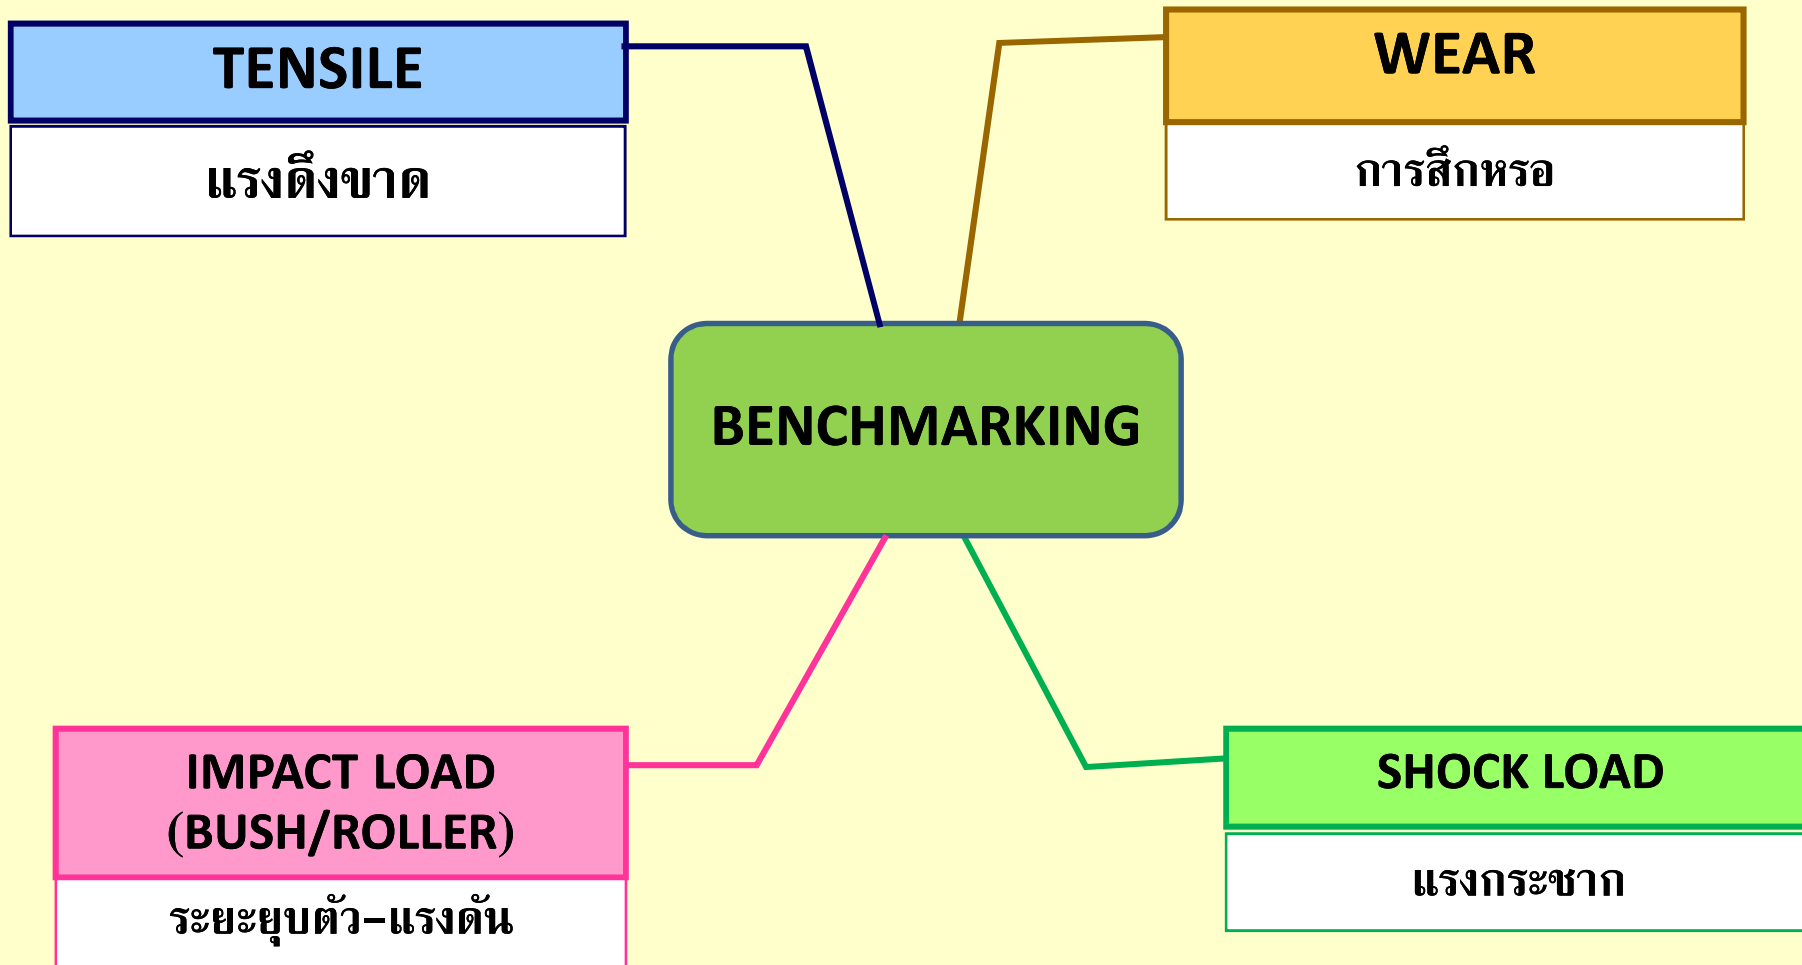 TENSILE
แรงดึงขาด
WEAR
การสึกหรอ
BENCHMARKING
IMPACT LOAD
(BUSH/ROLLER)
ระยะยุบตัว-แรงดัน
SHOCK LOAD
แรงกระชาก